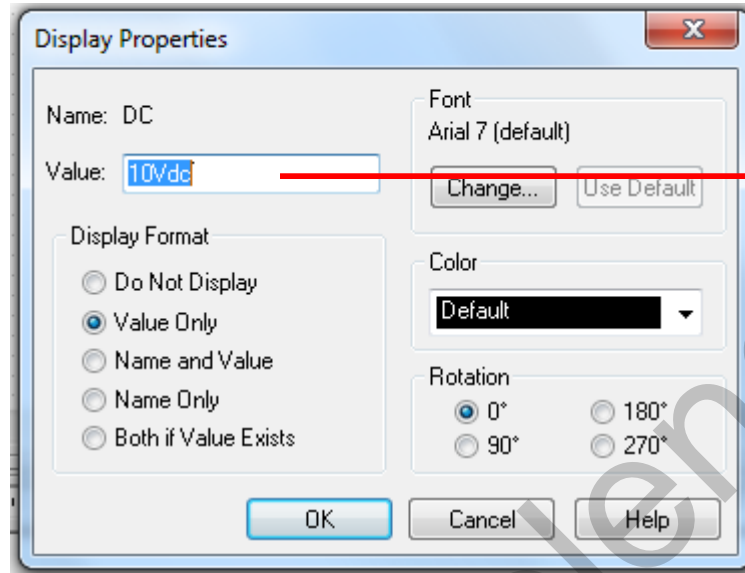 Display Properties
Name: DC
Value: 10Vdc
Display Format
Do Not Display
Value Only
Name and Value
Name Only
Both if Value Exists
Font
Arial 7 (default)
Change... Use Default
Color
Default
Rotation
0° 180°
90° 270°
OK Cancel Help